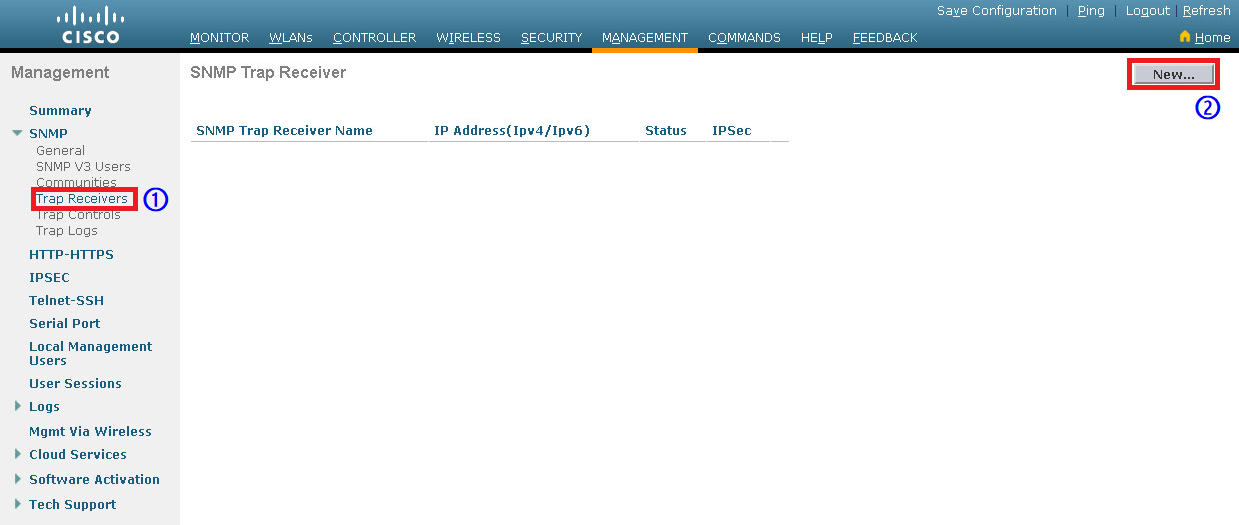 Save Configuration | Ping | Logout | Refresh
CISCO
MONITOR WLANs CONTROLLER WIRELESS SECURITY MANAGEMENT COMMANDS HELP FEEDBACK Home
Management
SNMP Trap Receiver
New...
②
Summary
SNMP
General
SNMP V3 Users
Communities
Trap Receivers ①
Trap Controls
Trap Logs
HTTP-HTTPS
IPSEC
Telnet-SSH
Serial Port
Local Management
Users
User Sessions
Logs
Mgmt Via Wireless
Cloud Services
Software Activation
Tech Support
SNMP Trap Receiver Name IP Address(Ipv4/Ipv6) Status IPSec